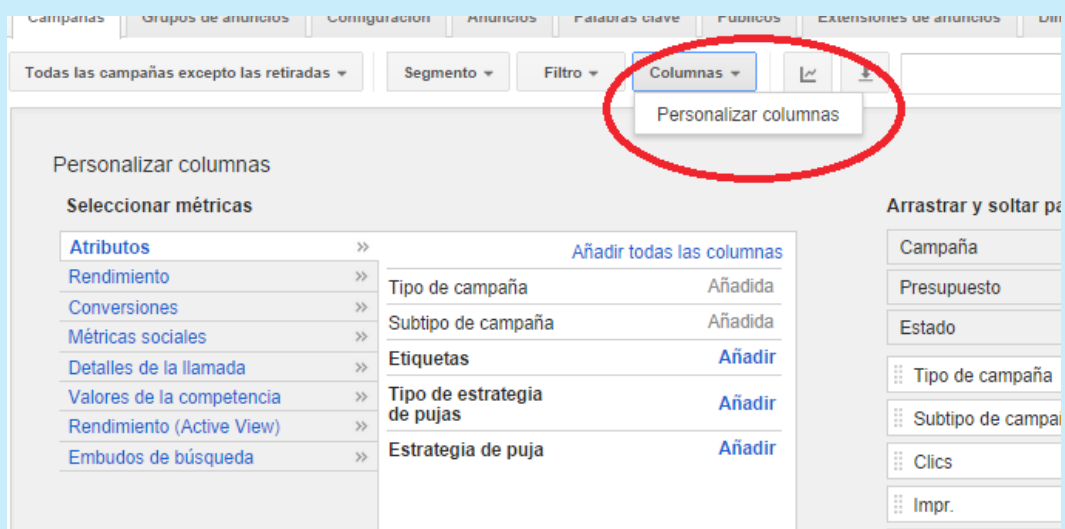 Campañas Grupos de anuncios Configuración Anuncios Palabras clave Públicos Extensiones de anuncios
Todas las campañas excepto las retiradas Segmento Filtro Columnas
Personalizar columnas
Personalizar columnas
Seleccionar métricas
Arrastrar y soltar
Atributos
Rendimiento
Conversiones
Métricas sociales
Detalles de la llamada
Valores de la competencia
Rendimiento (Active View)
Embudos de búsqueda
Añadir todas las columnas
Tipo de campaña Añadida
Subtipo de campaña Añadida
Etiquetas Añadir
Tipo de estrategia
de pujas Añadir
Estrategia de puja Añadir
Campaña
Presupuesto
Estado
Tipo de campaña
Subtipo de
Clics
Impr.